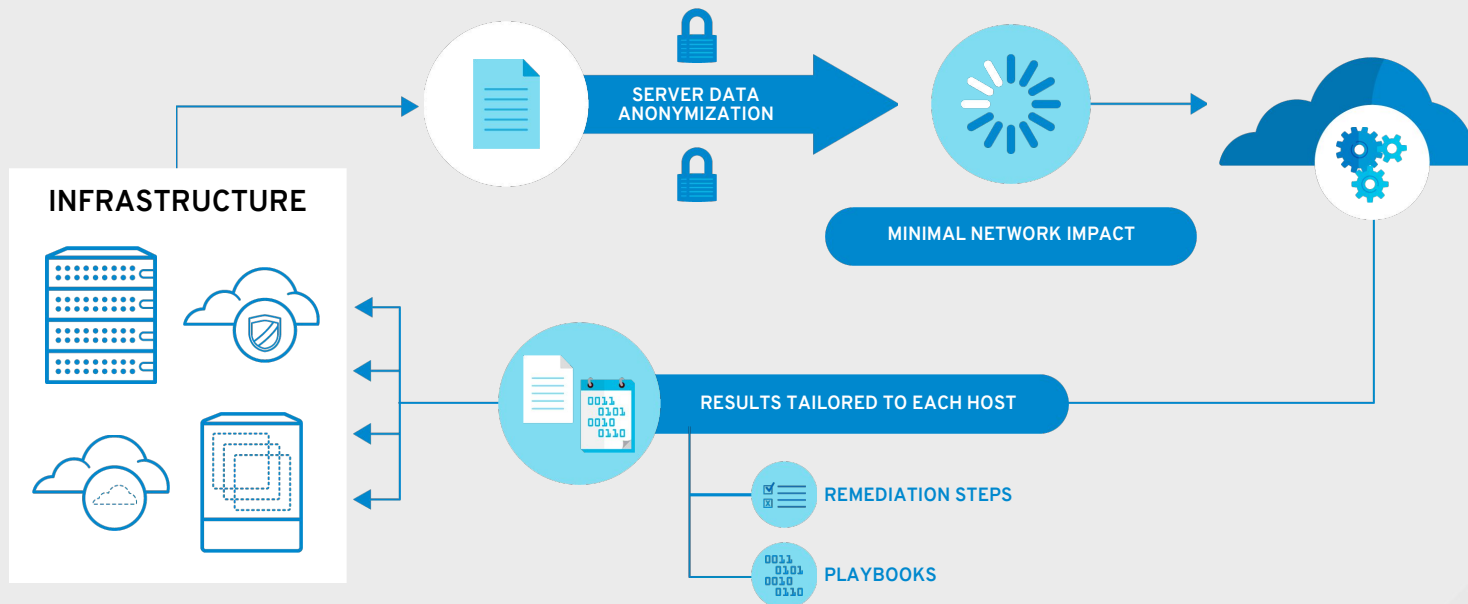 SERVER DATA
ANONYMIZATION
INFRASTRUCTURE
MINIMAL NETWORK IMPACT
0011
0101
0010
0110
RESULTS TAILORED TO EACH HOST
REMEDIATION STEPS
0011
0101
0010
0110
PLAYBOOKS